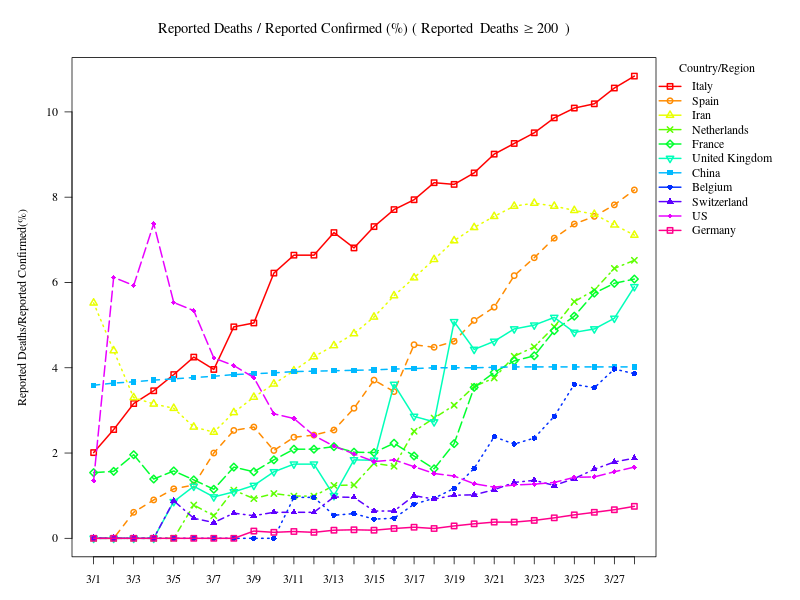 Reported Deaths / Reported Confirmed (%) ( Reported Deaths ≥ 200 )
Country/Region
Italy
Spain
Iran
Netherlands
France
United Kingdom
China
Belgium
Switzerland
US
Germany
Reported Deaths/Reported Confirmed(%)
10
8
6
4
2
0
3/1 3/3 3/5 3/7 3/9 3/11 3/13 3/15 3/17 3/19 3/21 3/23 3/25 3/27